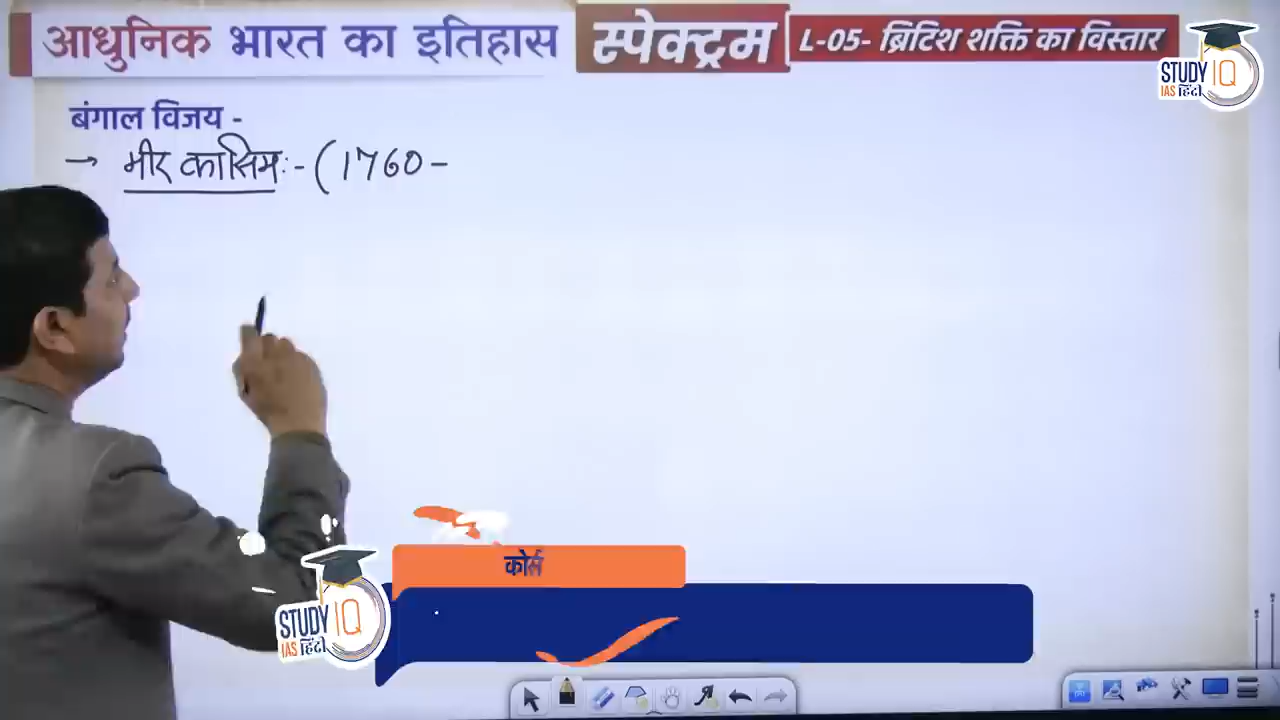 आधुनिक भारत का इतिहास स्पेक्ट्रम L-05- ब्रिटिश शक्ति का विस्तार
STUDY IQ
IAS हिंदी
बंगाल विजय -
→ मीर कासिमः- (1760 -
कोर्स
STUDY IQ
IAS हिंदी